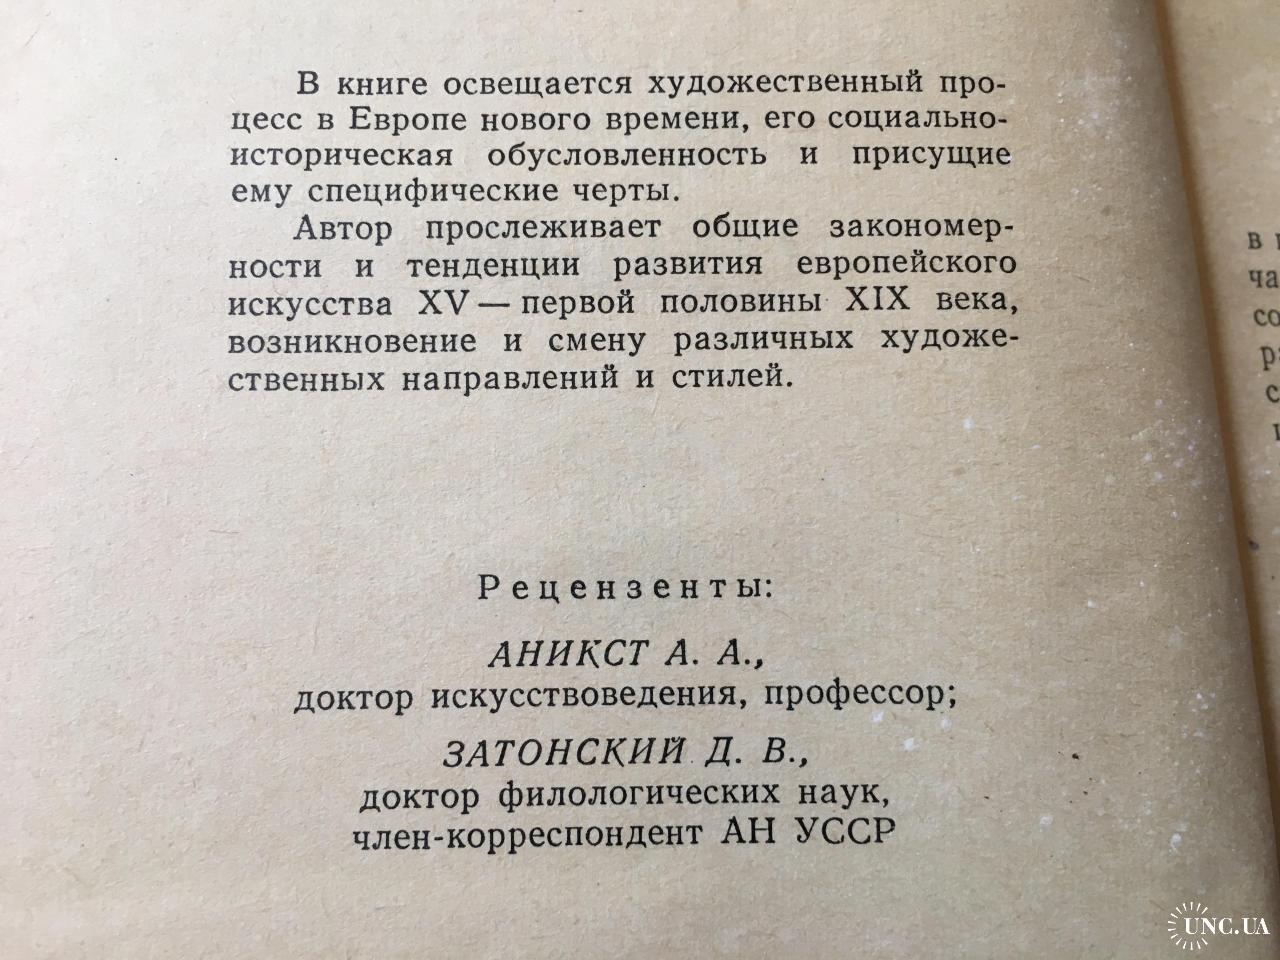 В книге освещается художественный про-
цесс в Европе нового времени, его социально-
историческая обусловленность и присущие
ему специфические черты.
Автор прослеживает общие закономер-
ности и тенденции развития европейского
искусства XV — первой половины XIX века,
возникновение и смену различных художе-
ственных направлений и стилей.
Рецензенты:
АНИКСТ А. А.,
доктор искусствоведения, профессор;
ЗАТОНСКИЙ Д. В.,
доктор филологических наук,
член-корреспондент АН УССР
UNC.UA